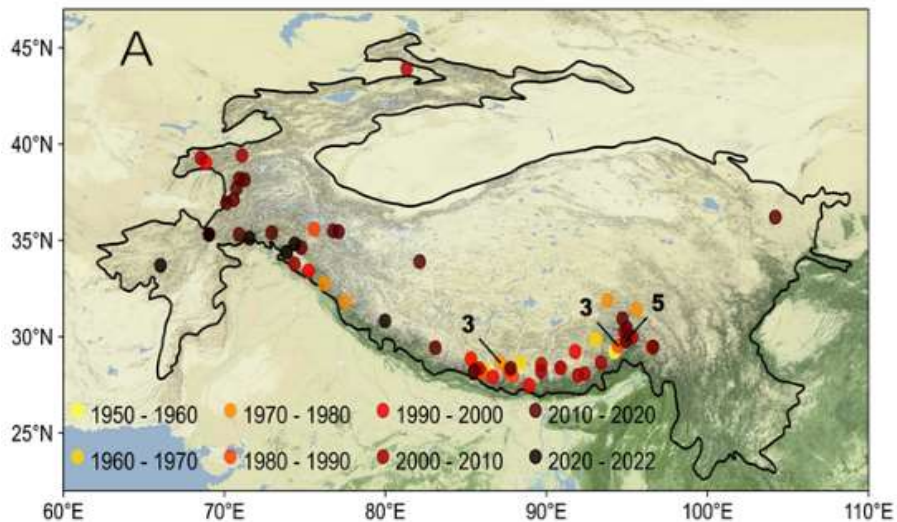 45°N
A
40°N
35°N
30°N
3
3
5
1950 - 1960
1970 - 1980
1990 - 2000
2010 - 2020
25°N
1960 - 1970
1980 - 1990
2000 - 2010
2020 - 2022
60°E
70°E
80°E
90°E
100°E
110°E